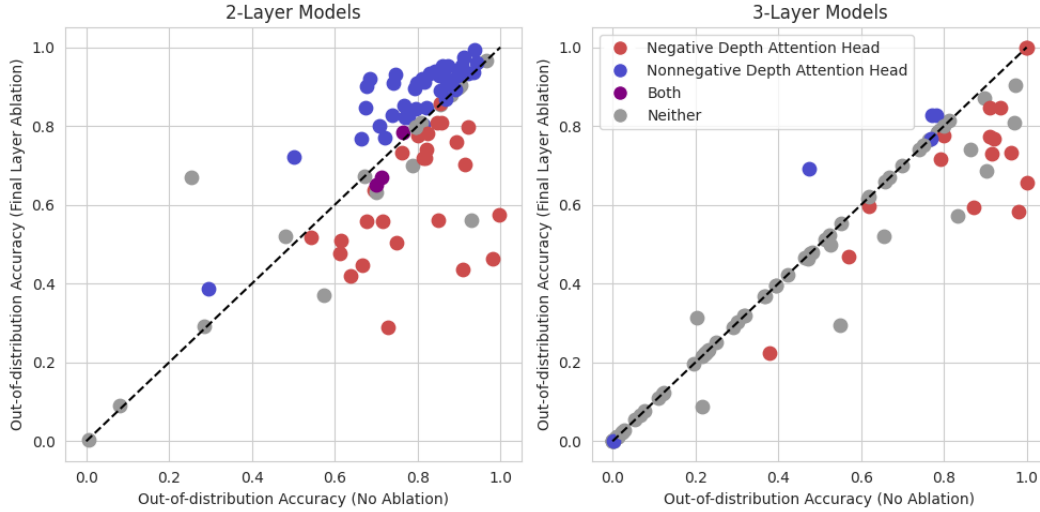 2-Layer Models
Out-of-distribution Accuracy (Final Layer Ablation)
1.0
0.8
0.6
0.4
0.2
0.0
0.0 0.2 0.4 0.6 0.8 1.0
Out-of-distribution Accuracy (No Ablation)
3-Layer Models
Negative Depth Attention Head
Nonnegative Depth Attention Head
Both
Neither
Out-of-distribution Accuracy (Final Layer Ablation)
1.0
0.8
0.6
0.4
0.2
0.0
0.0 0.2 0.4 0.6 0.8 1.0
Out-of-distribution Accuracy (No Ablation)